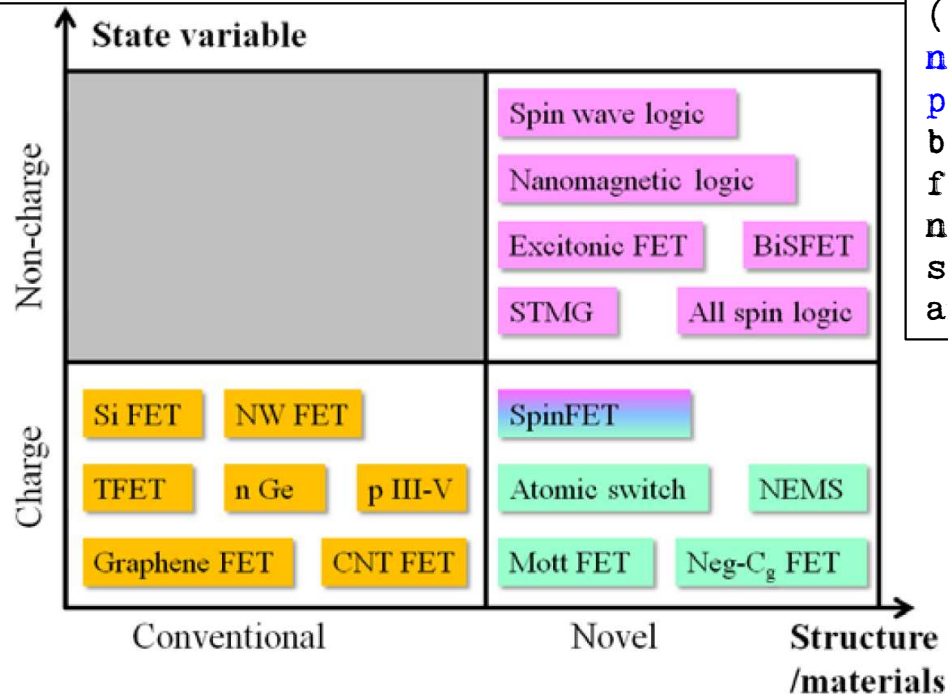 State variable
Non-charge
Spin wave logic
Nanomagnetic logic
Excitonic FET BiSFET
STMG All spin logic
Charge
Si FET NW FET
TFET n Ge p III-V
Graphene FET CNT FET
SpinFET
Atomic switch NEMS
Mott FET Neg-Cg FET
Conventional Novel Structure
/materials
(
n
p
b
f
n
s
a